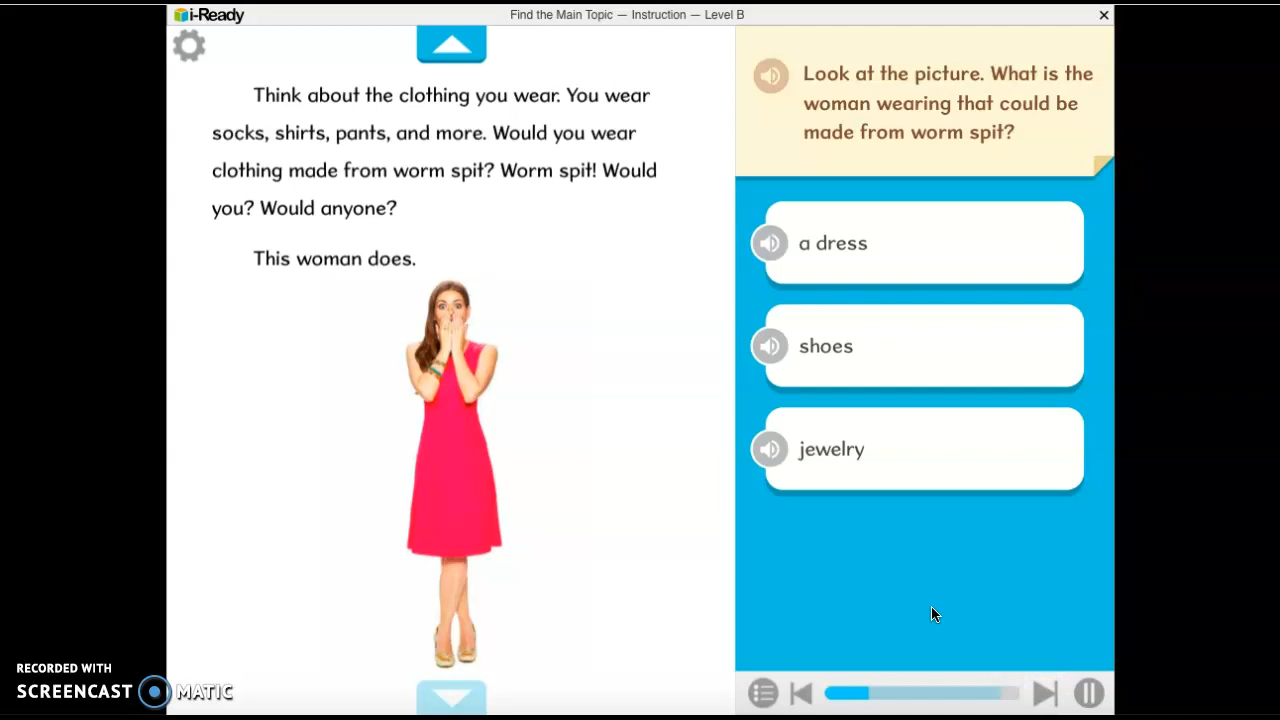 i-Ready
Find the Main Topic — Instruction — Level B
Think about the clothing you wear. You wear
socks, shirts, pants, and more. Would you wear
clothing made from worm spit? Worm spit! Would
you? Would anyone?
This woman does.
Look at the picture. What is the
woman wearing that could be
made from worm spit?
a dress
shoes
jewelry
RECORDED WITH
SCREENCAST MATIC